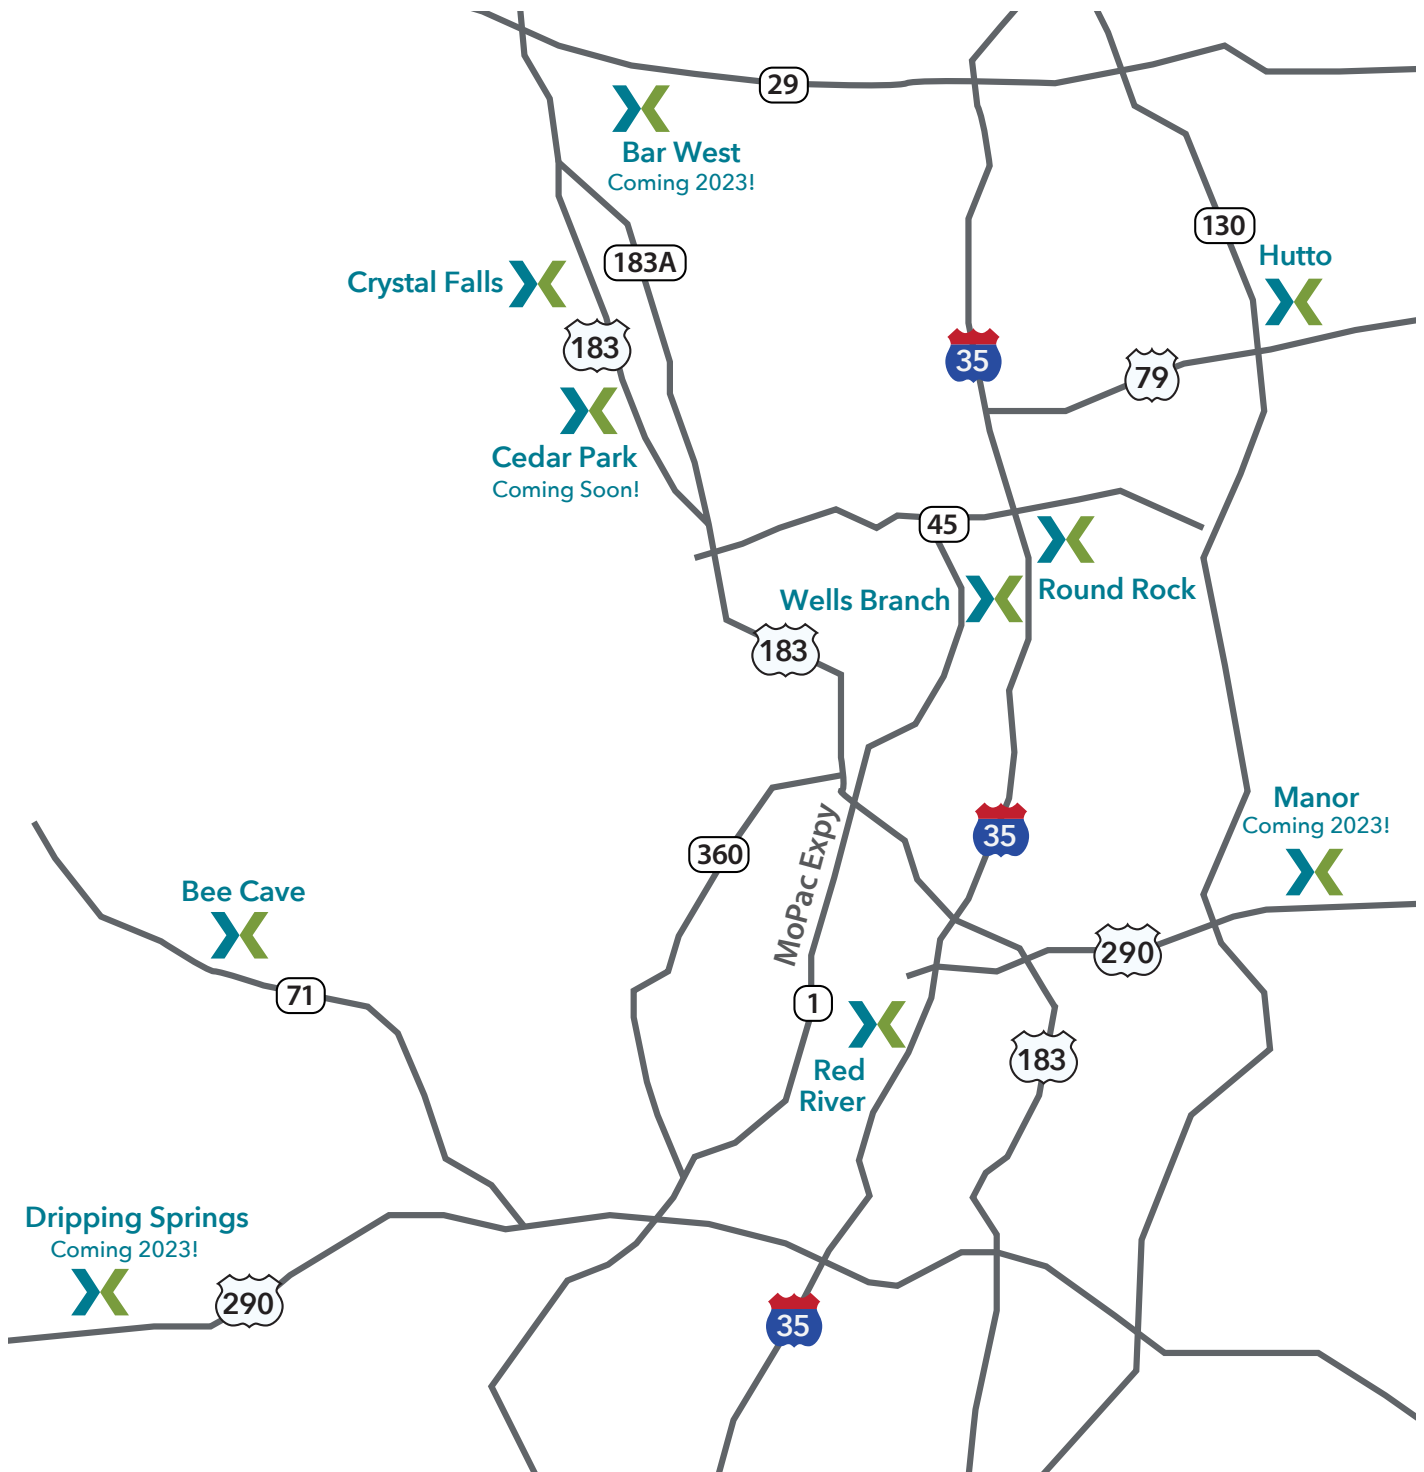 29
Bar West
Coming 2023!
130
Hutto
183A
Crystal Falls
183
35
79
Cedar Park
Coming Soon!
45
Wells Branch
Round Rock
183
Manor
Coming 2023!
MoPac Expy
35
360
Bee Cave
290
71
1
183
Red
River
Dripping Springs
Coming 2023!
290
35